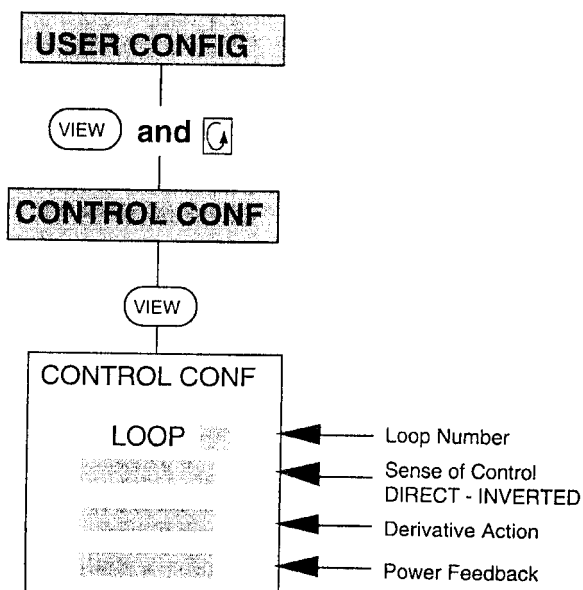 USER CONFIG
VIEW and
CONTROL CONF
VIEW
CONTROL CONF
LOOP
Loop Number
Sense of Control
DIRECT - INVERTED
Derivative Action
Power Feedback